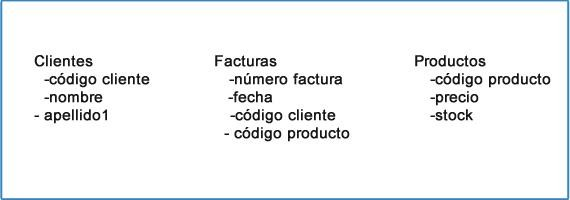 Clientes
-código cliente
-nombre
- apellido1
Facturas
-número factura
-fecha
-código cliente
- código producto
Productos
-código producto
-precio
-stock